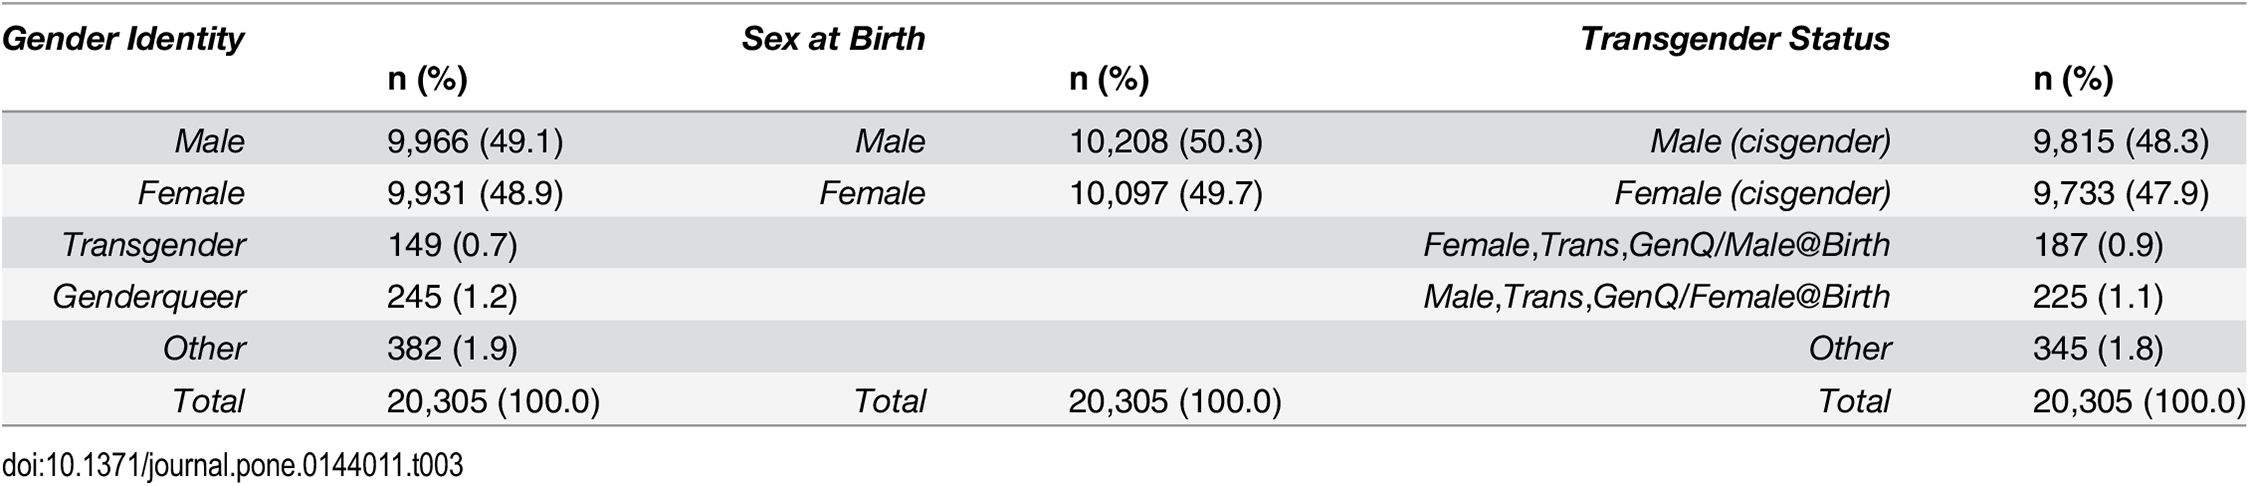 Gender Identity Sex at Birth Transgender Status
n (%) n (%) n (%)
Male 9,966 (49.1) Male 10,208 (50.3) Male (cisgender) 9,815 (48.3)
Female 9,931 (48.9) Female 10,097 (49.7) Female (cisgender) 9,733 (47.9)
Transgender 149 (0.7) Female,Trans,GenQ/Male@Birth 187 (0.9)
Genderqueer 245 (1.2) Male,Trans,GenQ/Female@Birth 225 (1.1)
Other 382 (1.9) Other 345 (1.8)
Total 20,305 (100.0) Total 20,305 (100.0) Total 20,305 (100.0)
doi:10.1371/journal.pone.0144011.t003